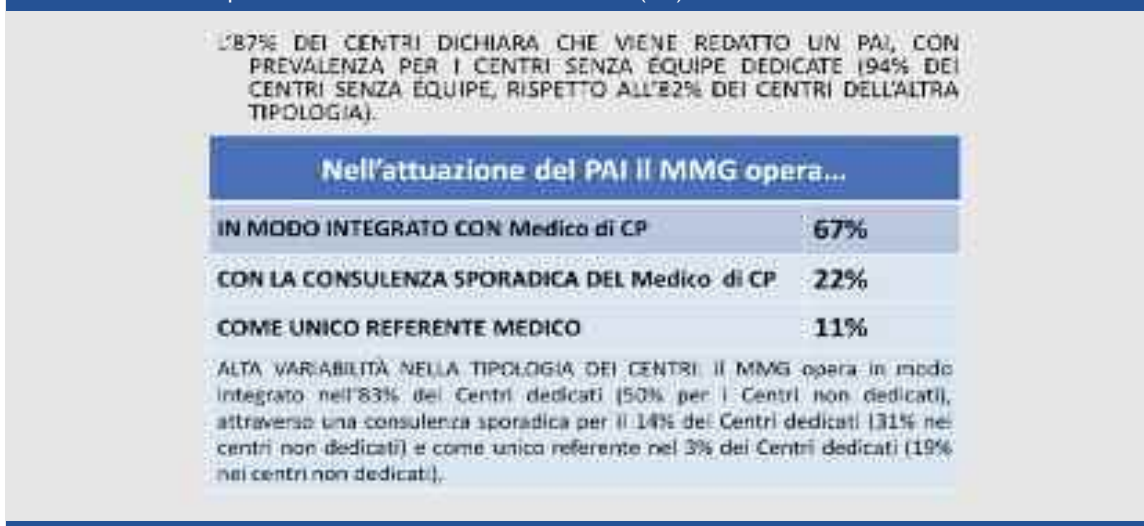 L'87% DEI CENTRI DICHIARA CHE VIENE REDATTO UN PAI, CON
PREVALENZA PER I CENTRI SENZA ÉQUIPE DEDICATE (94% DEI
CENTRI SENZA ÉQUIPE, RISPETTO ALL'82% DEI CENTRI DELL'ALTRA
TIPOLOGIA).
Nell'attuazione del PAI il MMG opera...
IN MODO INTEGRATO CON Medico di CP 67%
CON LA CONSULENZA SPORADICA DEL Medico di CP 22%
COME UNICO REFERENTE MEDICO 11%
ALTA VARIABILITÀ NELLA TIPOLOGIA DEI CENTRI: il MMG opera in modo
integrato nell'83% dei Centri dedicati (50% per i Centri non dedicati),
attraverso una consulenza sporadica per il 14% dei Centri dedicati (31% nei
centri non dedicati) e come unico referente nel 3% dei Centri dedicati (19%
nei centri non dedicati).